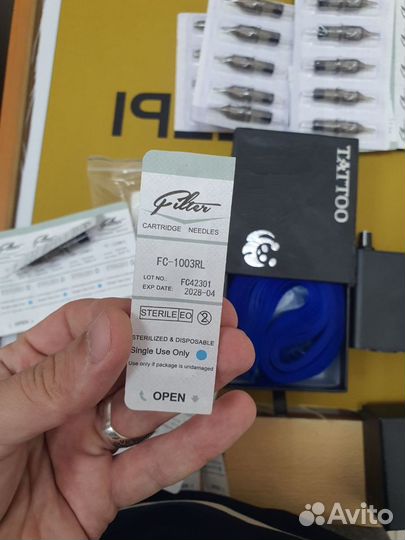 Filter
CARTRIDGE NEEDLES
FC-1003RL
LOT NO.: FC42301
EXP DATE: 2028-04
STERILE EO 2
STERILIZED & DISPOSABLE
Single Use Only
Use only if package is undamaged
OPEN
TATTOO
Avito